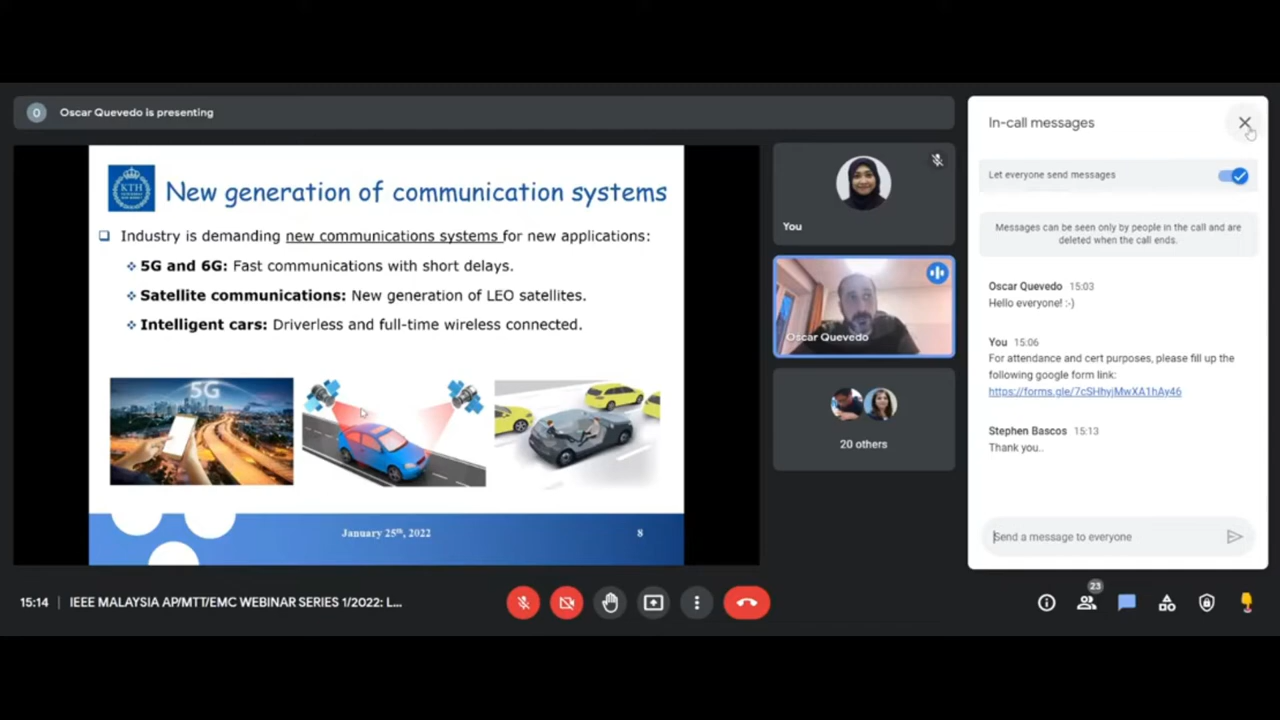 O
Oscar Quevedo is presenting
KTH
New generation of communication systems
Industry is demanding new communications systems for new applications:
5G and 6G: Fast communications with short delays.
Satellite communications: New generation of LEO satellites.
Intelligent cars: Driverless and full-time wireless connected.
5G
January 25th, 2022
8
You
Oscar Quevedo
20 others
In-call messages
Let everyone send messages
Messages can be seen only by people in the call and are
deleted when the call ends.
Oscar Quevedo 15:03
Hello everyone! :-)
You 15:06
For attendance and cert purposes, please fill up the
following google form link:
https://forms.gle/7cSHhyjMwXA1hAy46
Stephen Bascos 15:13
Thank you..
Send a message to everyone
15:14 | IEEE MALAYSIA AP/MTT/EMC WEBINAR SERIES 1/2022: L...
23